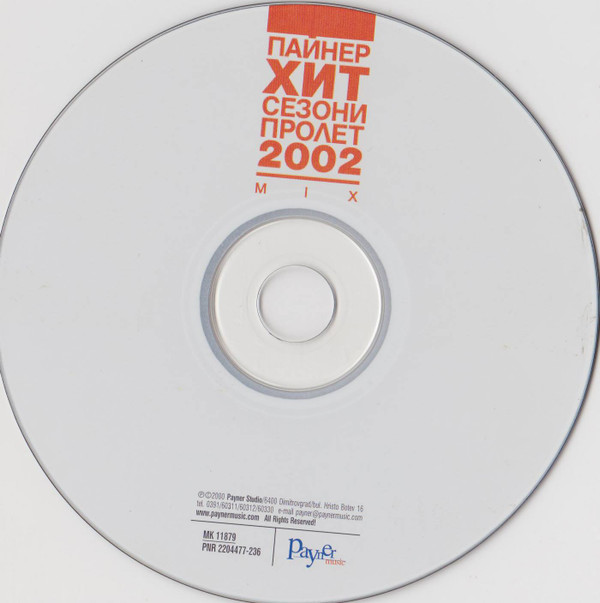 ПАЙНЕР
ХИТ
СЕЗОНИ
ПРОЛЕТ
2002
MIX
℗©2000 Payner Studio/6400 Dimitrovgrad/bul. Hristo Botev 16
tel. 0391/60311/60312/60330 e-mail payner@paynermusic.com
www.paynermusic.com All Rights Reserved!
MK 11879
PNR 2204477-236
Payner
music